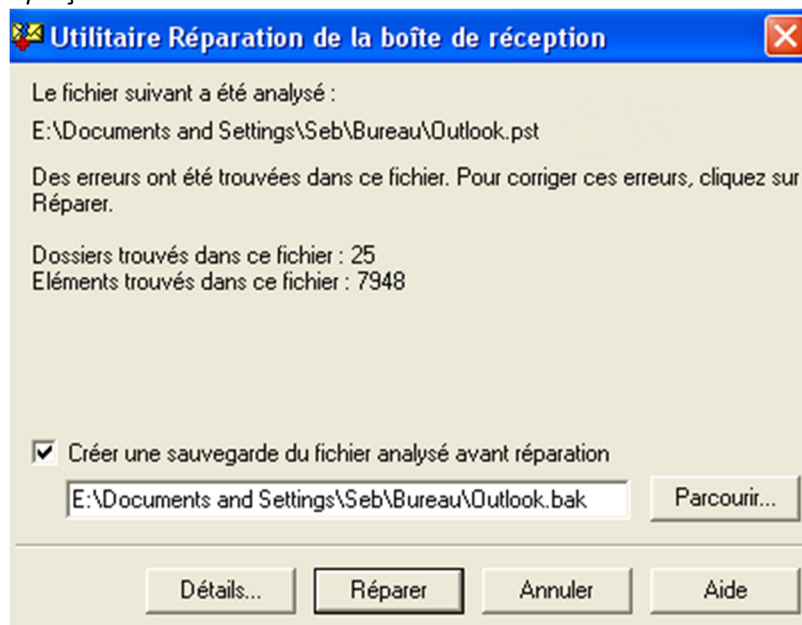 Utilitaire Réparation de la boîte de réception
Le fichier suivant a été analysé :
E:\Documents and Settings\Seb\Bureau\Outlook.pst
Des erreurs ont été trouvées dans ce fichier. Pour corriger ces erreurs, cliquez sur
Réparer.
Dossiers trouvés dans ce fichier : 25
Eléments trouvés dans ce fichier : 7948
Créer une sauvegarde du fichier analysé avant réparation
E:\Documents and Settings\Seb\Bureau\Outlook.bak
Parcourir...
Détails...
Réparer
Annuler
Aide